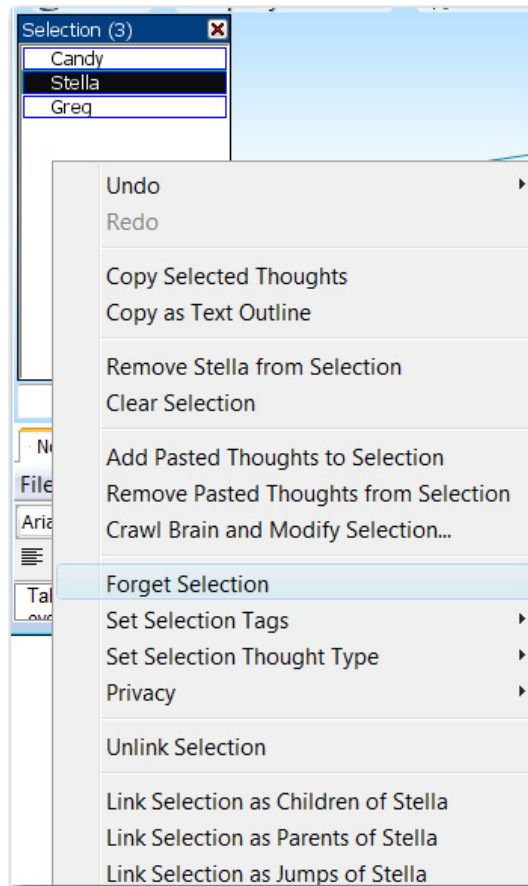 Selection (3)
Candy
Stella
Greg
Undo
Redo
Copy Selected Thoughts
Copy as Text Outline
Remove Stella from Selection
Clear Selection
Add Pasted Thoughts to Selection
Remove Pasted Thoughts from Selection
Crawl Brain and Modify Selection...
Forget Selection
Set Selection Tags
Set Selection Thought Type
Privacy
Unlink Selection
Link Selection as Children of Stella
Link Selection as Parents of Stella
Link Selection as Jumps of Stella
File